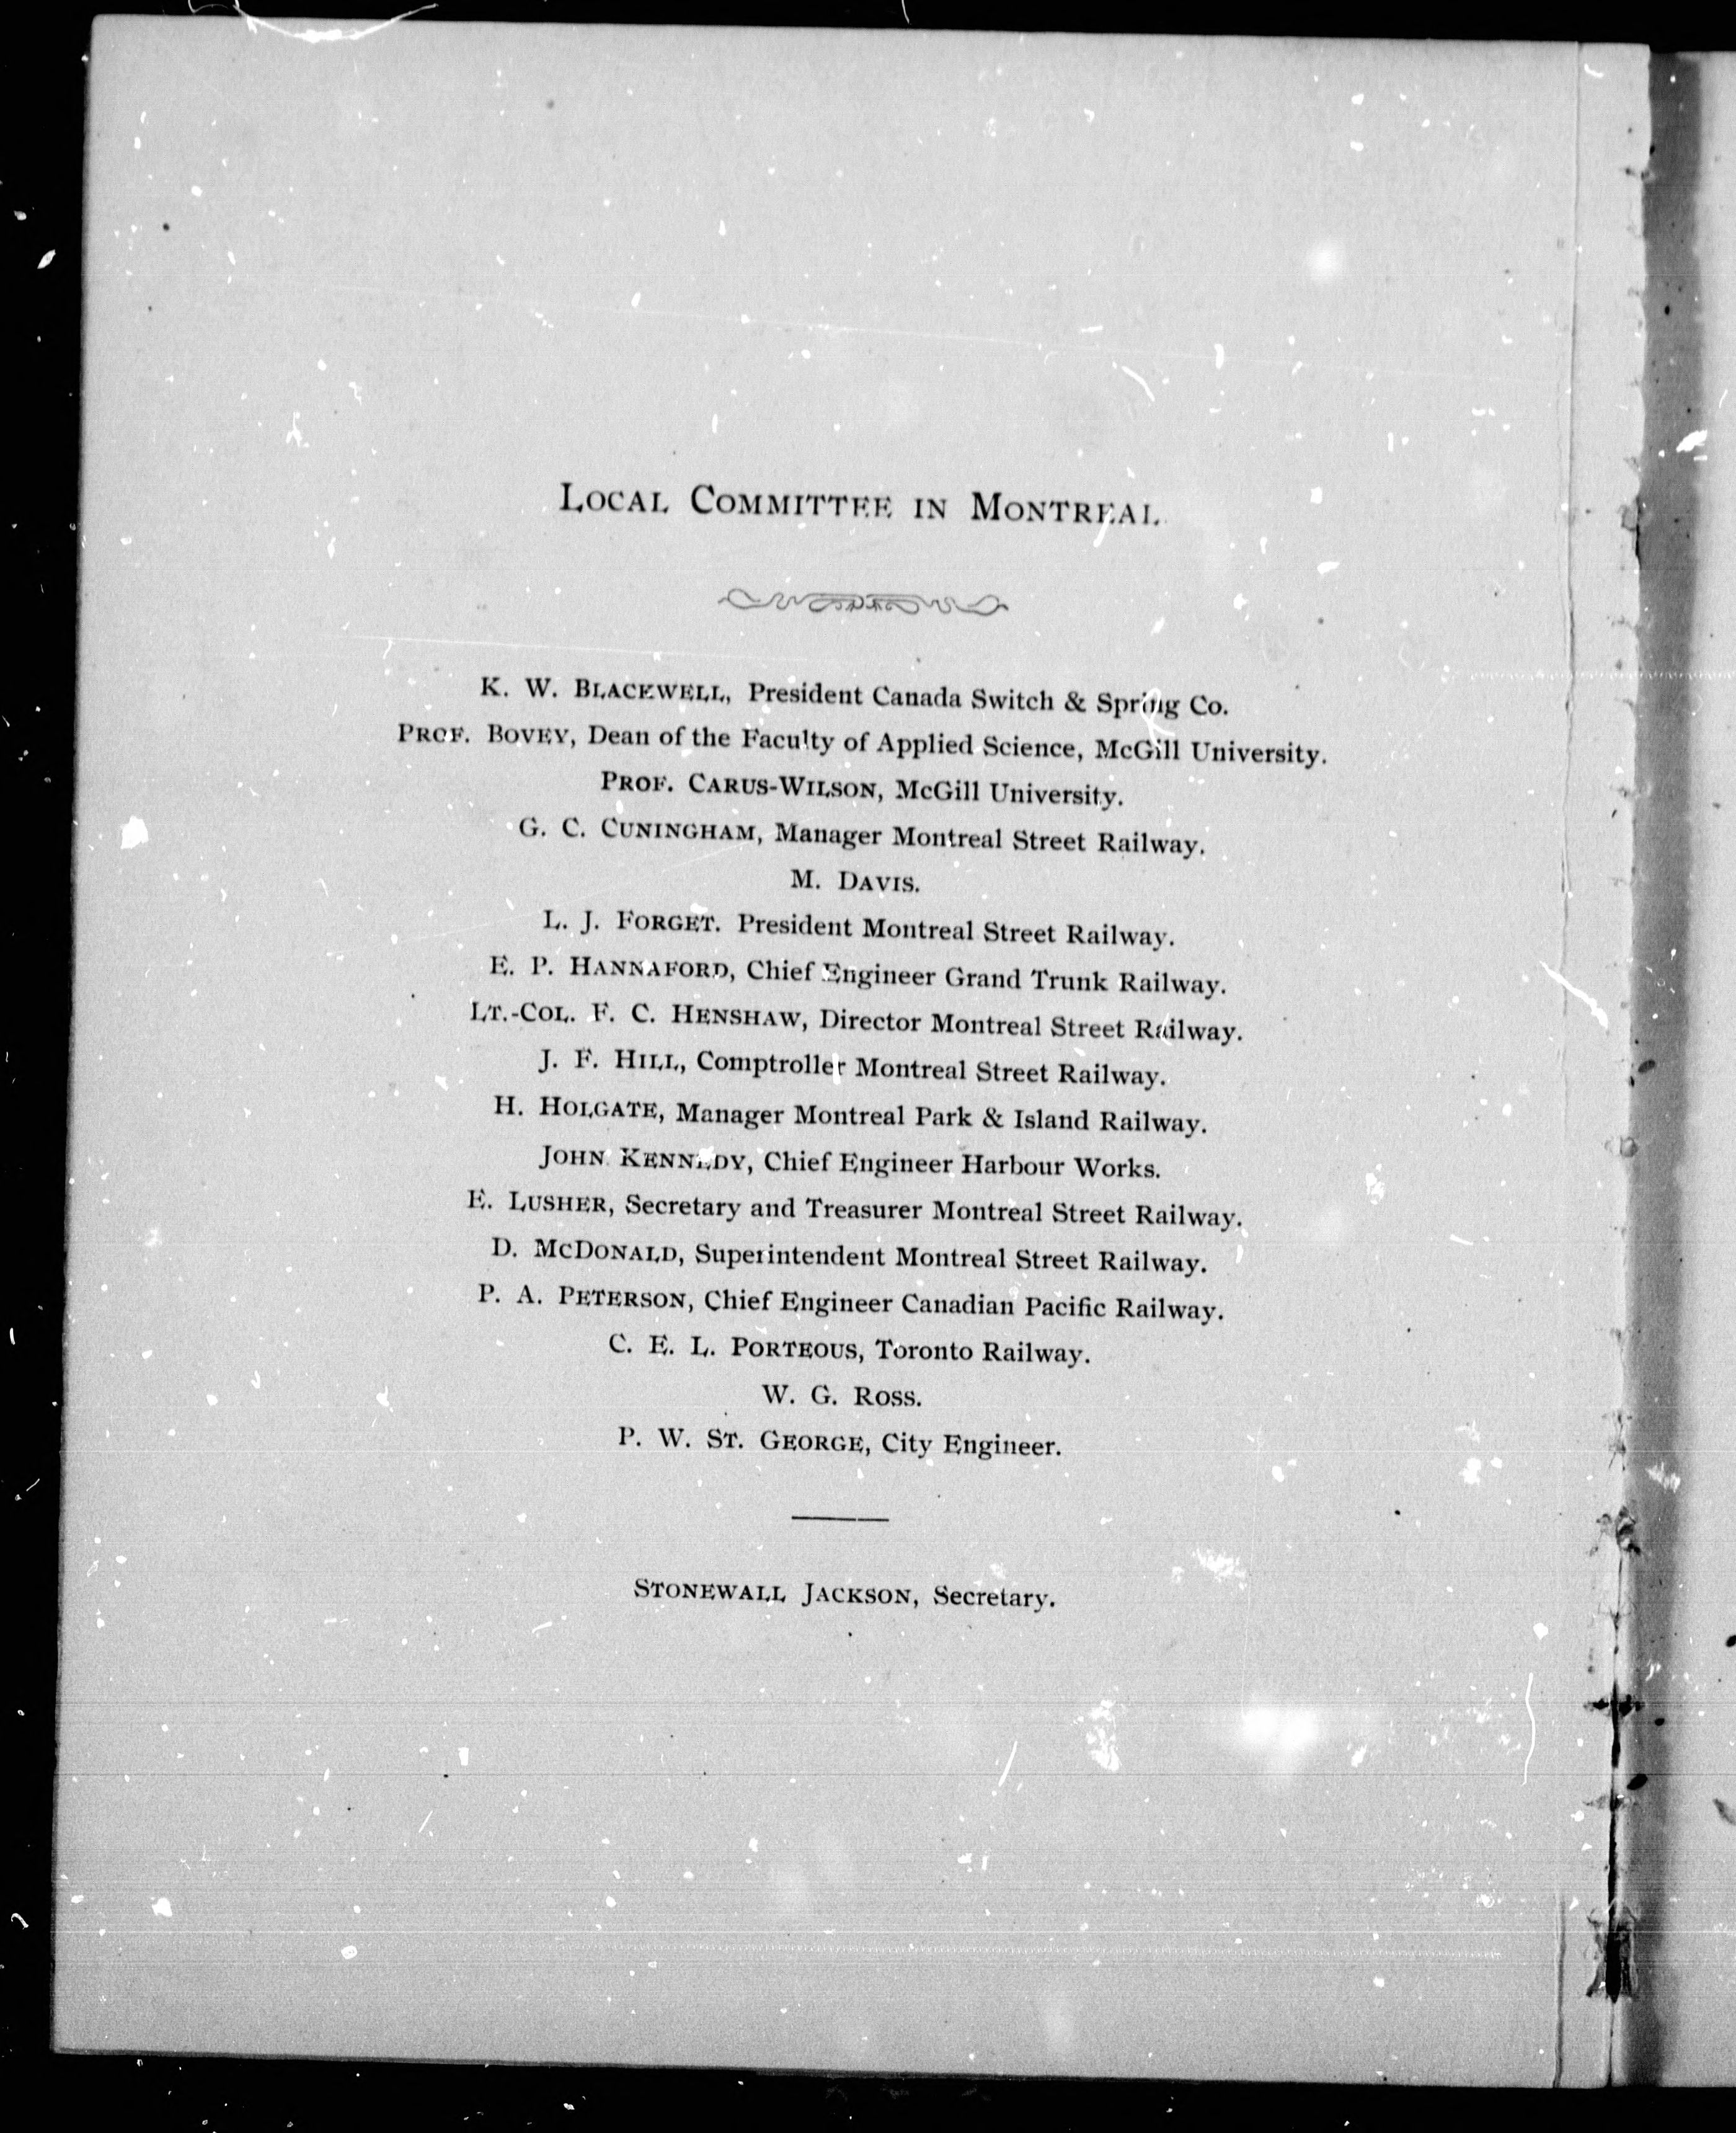 LOCAL COMMITTEE IN MONTREAL.
K. W. BLACKWELL, President Canada Switch & Spring Co.
PROF. BOVEY, Dean of the Faculty of Applied Science, McGill University.
PROF. CARUS-WILSON, McGill University.
G. C. CUNINGHAM, Manager Montreal Street Railway.
M. DAVIS.
L. J. FORGET. President Montreal Street Railway.
E. P. HANNAFORD, Chief Engineer Grand Trunk Railway.
LT.-COL. F. C. HENSHAW, Director Montreal Street Railway.
J. F. HILL, Comptroller Montreal Street Railway.
H. HOLGATE, Manager Montreal Park & Island Railway.
JOHN KENNEDY, Chief Engineer Harbour Works.
E. LUSHER, Secretary and Treasurer Montreal Street Railway.
D. MCDONALD, Superintendent Montreal Street Railway.
P. A. PETERSON, Chief Engineer Canadian Pacific Railway.
C. E. L. PORTEOUS, Toronto Railway.
W. G. ROSS.
P. W. ST. GEORGE, City Engineer.
STONEWALL JACKSON, Secretary.